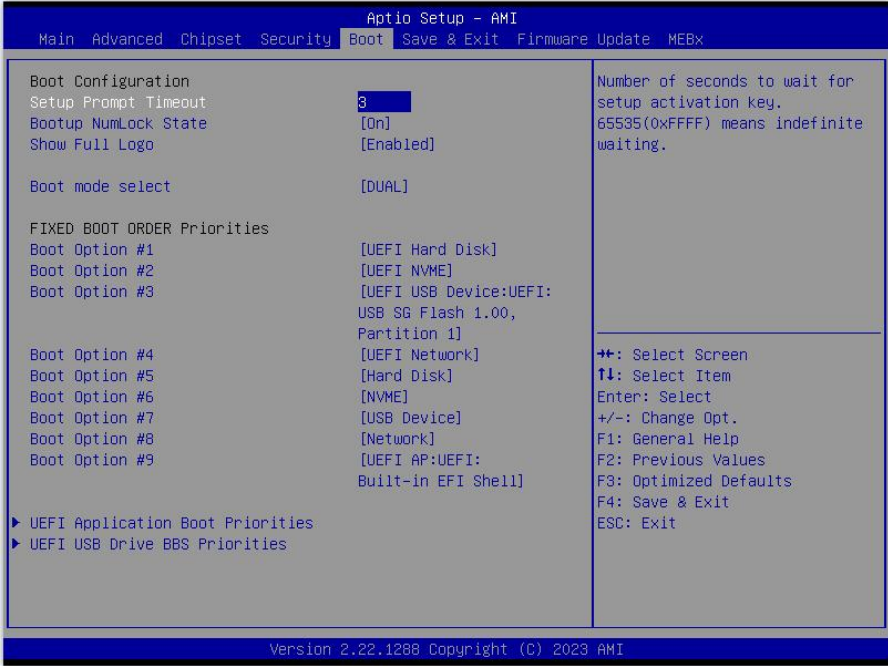 Aptio Setup – AMI
Main Advanced Chipset Security Boot Save & Exit Firmware Update MEBx
Boot Configuration
Setup Prompt Timeout 3
Bootup NumLock State [On]
Show Full Logo [Enabled]
Boot mode select [DUAL]
FIXED BOOT ORDER Priorities
Boot Option #1 [UEFI Hard Disk]
Boot Option #2 [UEFI NVME]
Boot Option #3 [UEFI USB Device:UEFI:
USB SG Flash 1.00,
Partition 1]
Boot Option #4 [UEFI Network]
Boot Option #5 [Hard Disk]
Boot Option #6 [NVME]
Boot Option #7 [USB Device]
Boot Option #8 [Network]
Boot Option #9 [UEFI AP:UEFI:
Built-in EFI Shell]
UEFI Application Boot Priorities
UEFI USB Drive BBS Priorities
Number of seconds to wait for
setup activation key.
65535(0xFFFF) means indefinite
waiting.
→←: Select Screen
↑↓: Select Item
Enter: Select
+/-: Change Opt.
F1: General Help
F2: Previous Values
F3: Optimized Defaults
F4: Save & Exit
ESC: Exit
Version 2.22.1288 Copyright (C) 2023 AMI